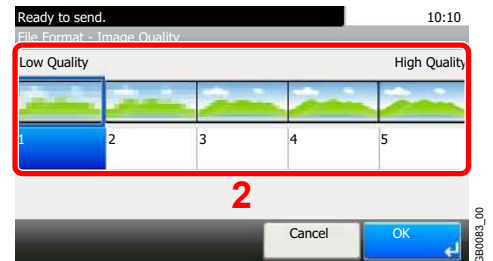 Ready to send. 10:10
File Format - Image Quality
Low Quality High Quality
1 2 3 4 5
2
Cancel OK
GB0083_00